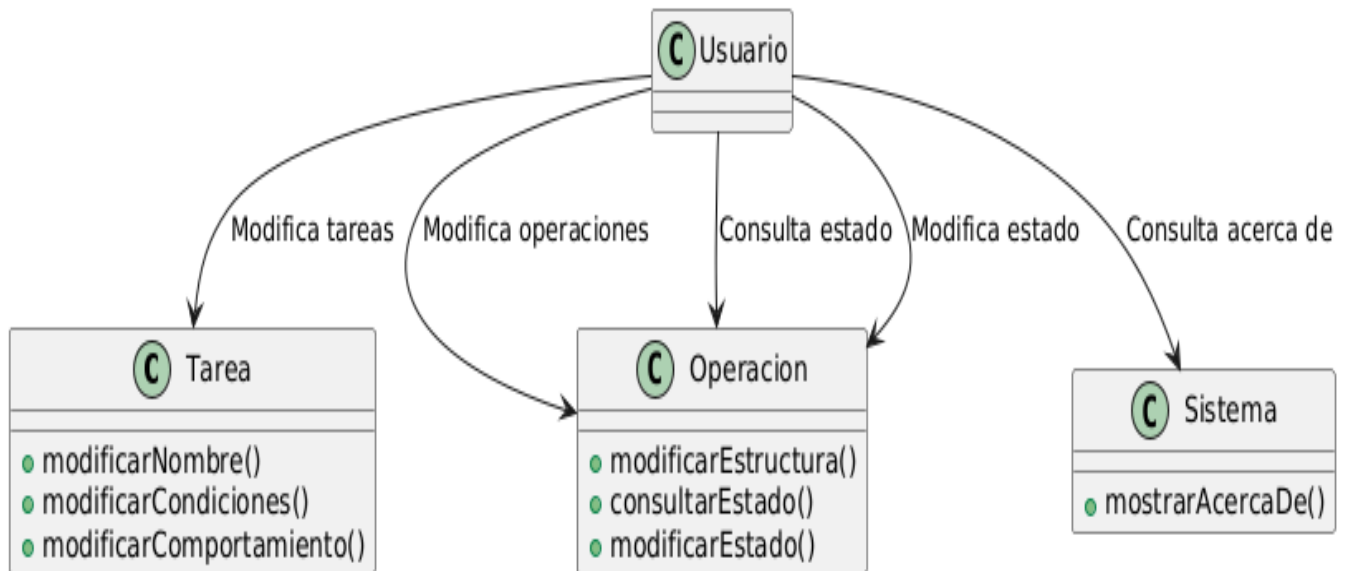 C Usuario
Modifica tareas
Modifica operaciones
Consulta estado
Modifica estado
Consulta acerca de
C Tarea
modificarNombre()
modificarCondiciones()
modificarComportamiento()
C Operacion
modificarEstructura()
consultarEstado()
modificarEstado()
C Sistema
mostrarAcercaDe()